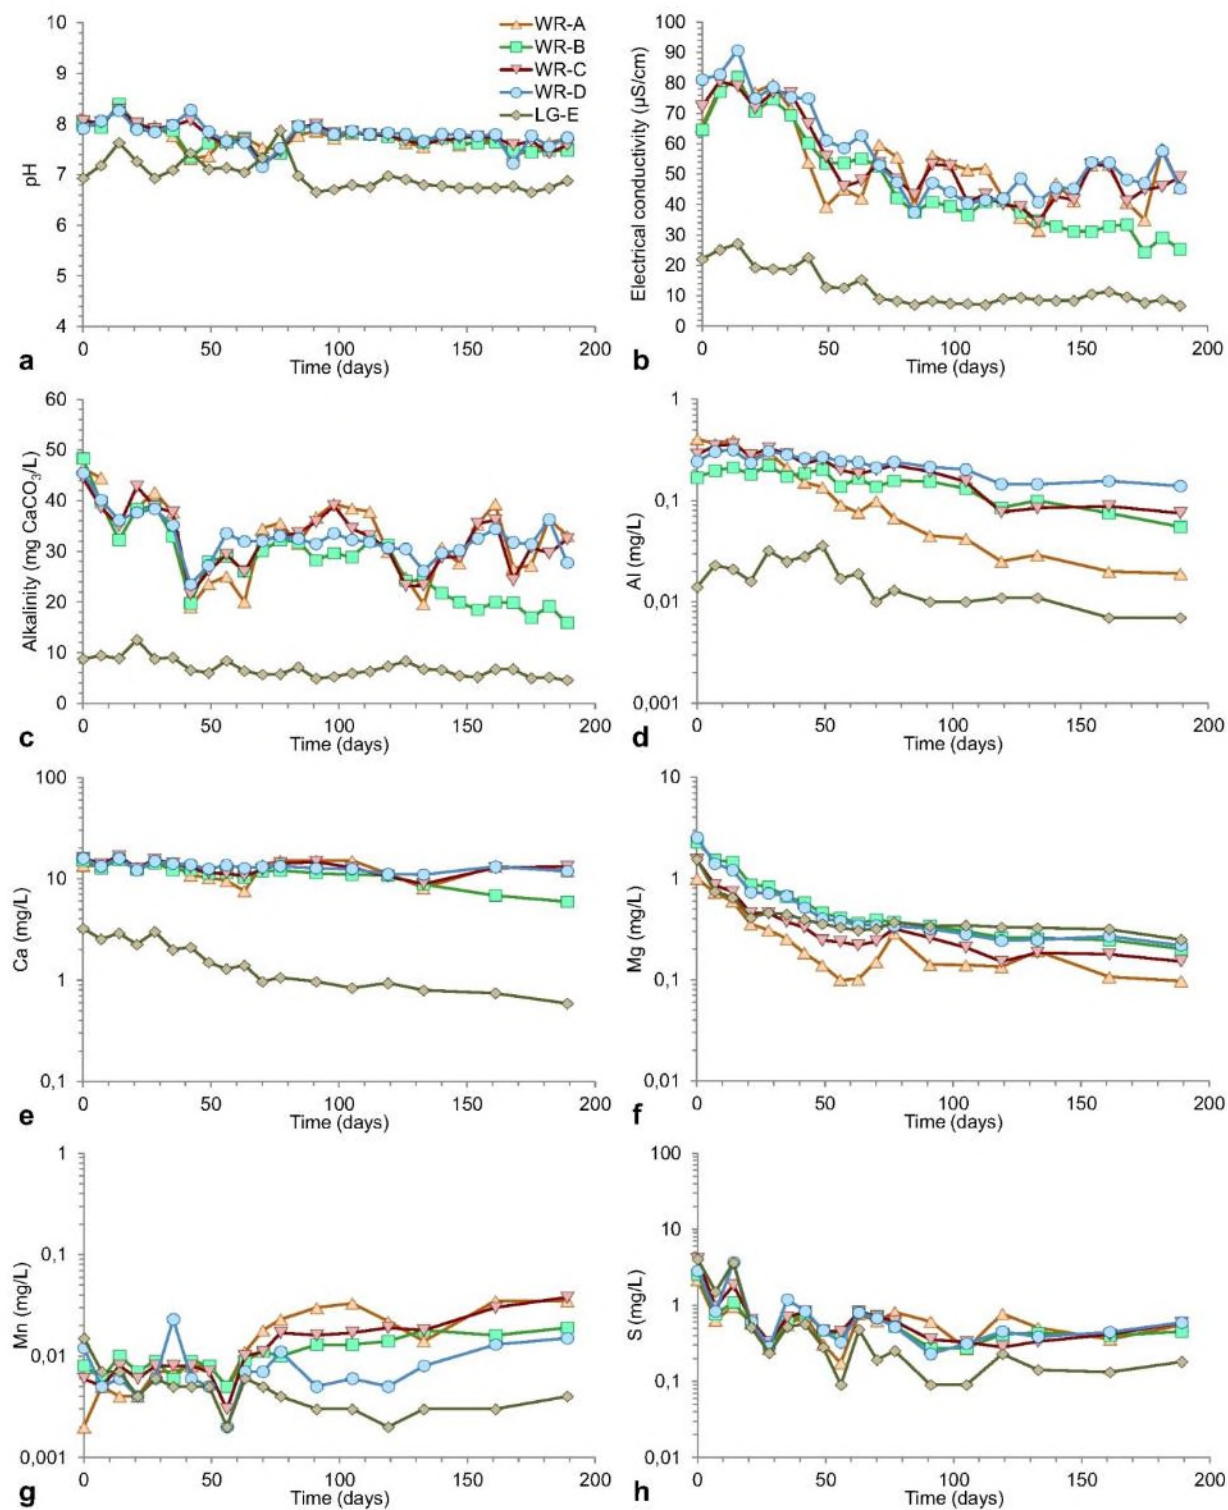 10
9
8
7
6
5
4
pH
WR-A
WR-B
WR-C
WR-D
LG-E
0
50
100
150
200
a
Time (days)
100
90
80
70
60
50
40
30
20
10
0
Electrical conductivity (µS/cm)
0
50
100
150
200
b
Time (days)
60
50
40
30
20
10
0
Alkalinity (mg CaCO3/L)
0
50
100
150
200
c
Time (days)
1
0,1
0,01
0,001
Al (mg/L)
0
50
100
150
200
d
Time (days)
100
10
1
0,1
Ca (mg/L)
0
50
100
150
200
e
Time (days)
10
1
0,1
0,01
Mg (mg/L)
0
50
100
150
200
f
Time (days)
1
0,1
0,01
0,001
Mn (mg/L)
0
50
100
150
200
g
Time (days)
100
10
1
0,1
0,01
S (mg/L)
0
50
100
150
200
h
Time (days)